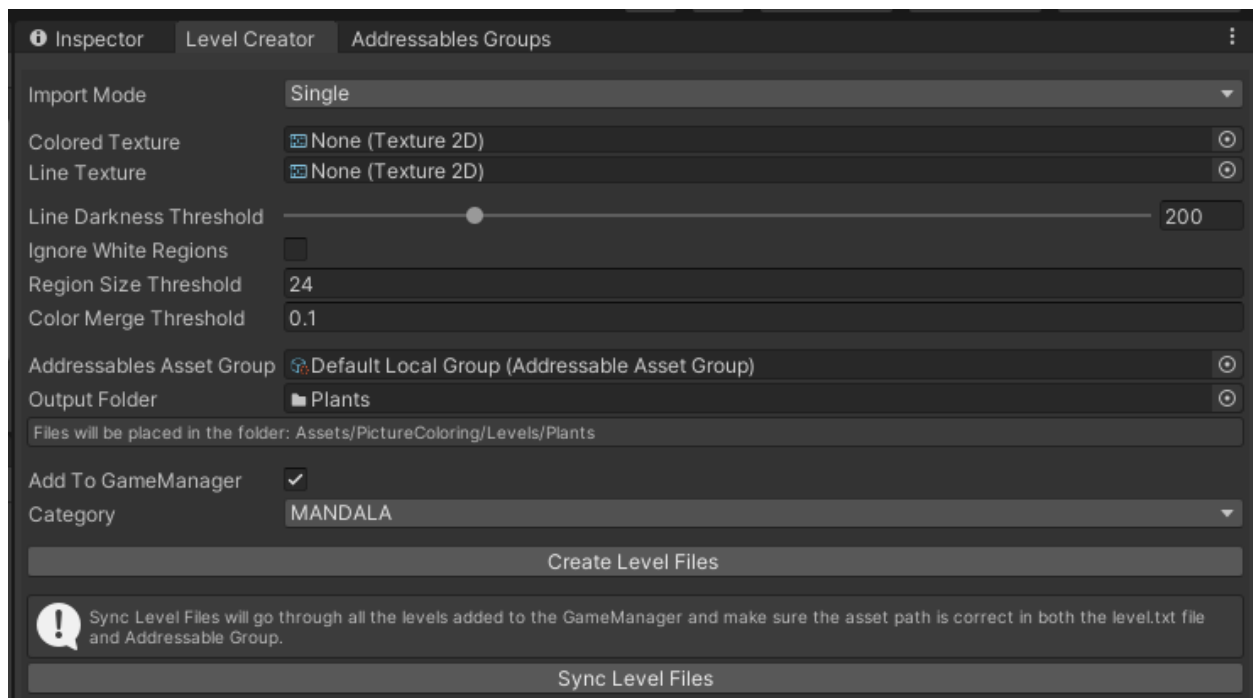 Inspector Level Creator Addressables Groups
Import Mode Single
Colored Texture None (Texture 2D)
Line Texture None (Texture 2D)
Line Darkness Threshold 200
Ignore White Regions
Region Size Threshold 24
Color Merge Threshold 0.1
Addressables Asset Group Default Local Group (Addressable Asset Group)
Output Folder Plants
Files will be placed in the folder: Assets/PictureColoring/Levels/Plants
Add To GameManager
Category MANDALA
Create Level Files
Sync Level Files will go through all the levels added to the GameManager and make sure the asset path is correct in both the level.txt file
and Addressable Group.
Sync Level Files